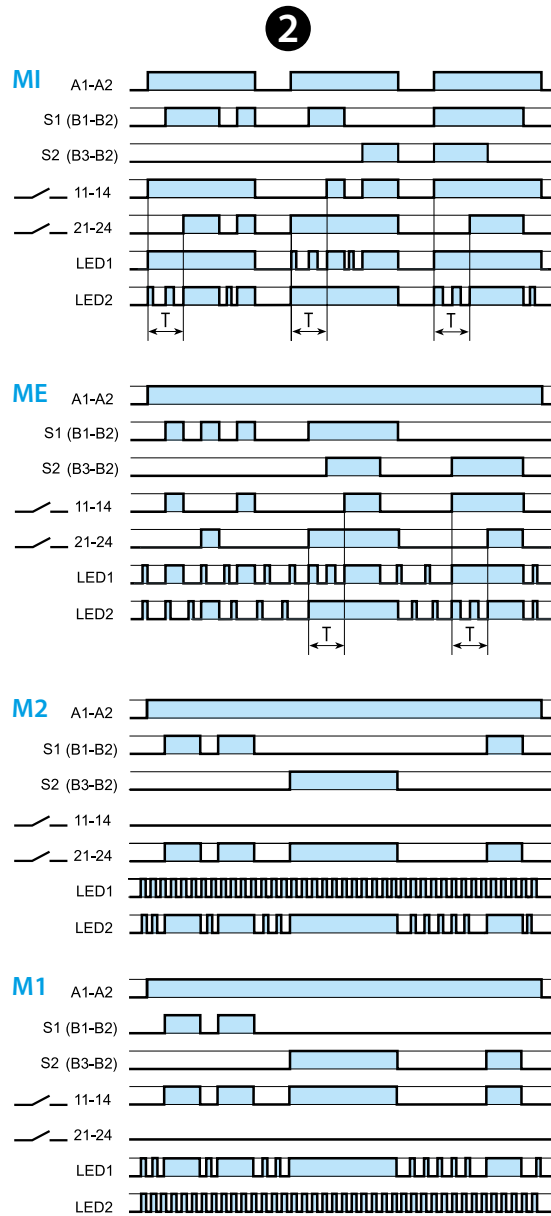 2
MI A1-A2
S1 (B1-B2)
S2 (B3-B2)
11-14
21-24
LED1
LED2
T T T
ME A1-A2
S1 (B1-B2)
S2 (B3-B2)
11-14
21-24
LED1
LED2
T T
M2 A1-A2
S1 (B1-B2)
S2 (B3-B2)
11-14
21-24
LED1
LED2
M1 A1-A2
S1 (B1-B2)
S2 (B3-B2)
11-14
21-24
LED1
LED2